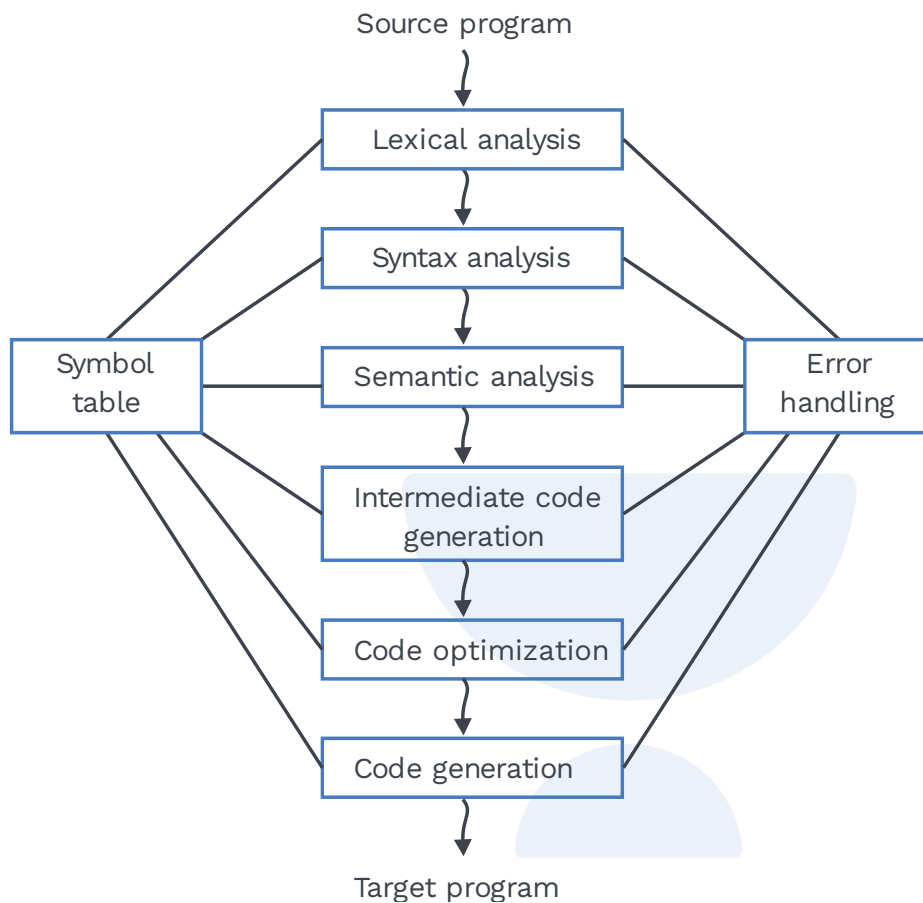 Source program
Lexical analysis
Syntax analysis
Symbol
table
Semantic analysis
Error
handling
Intermediate code
generation
Code optimization
Code generation
Target program